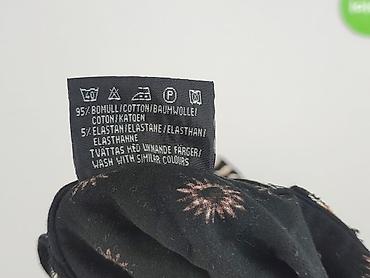 40 P
95% BOMULL/COTTON/BAUMWOLLE/
COTON/KATOEN
5% ELASTAN/ELASTANE/ELASTHAN/
ELASTHANNE
TVÄTTAS MED LIKNANDE FÄRGER/
WASH WITH SIMILAR COLOURS